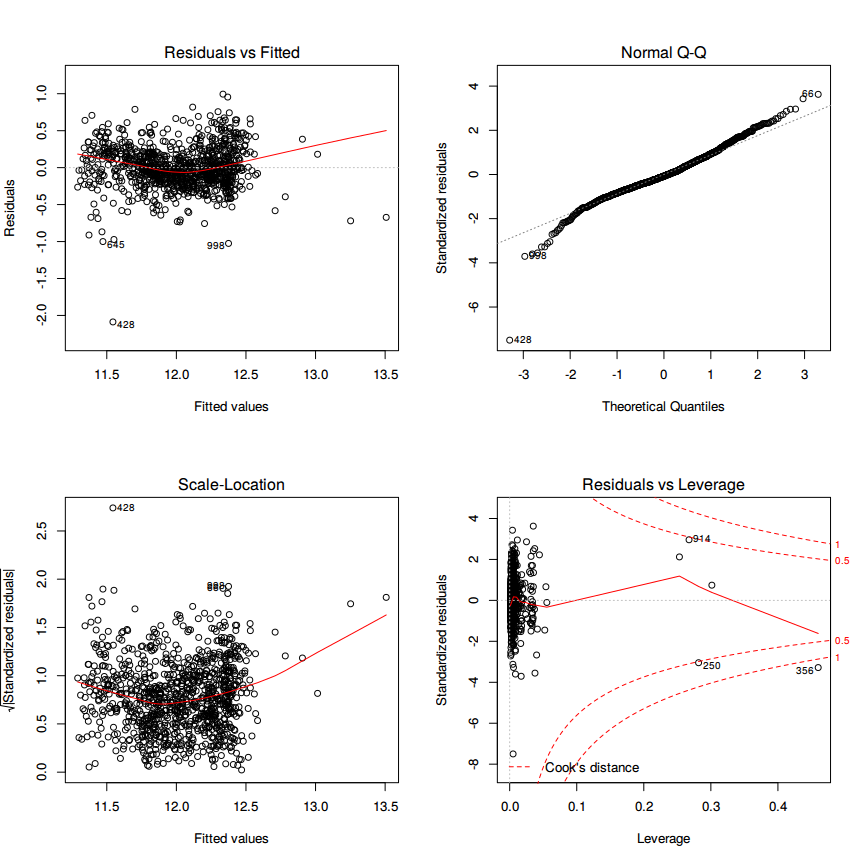 Residuals vs Fitted
Residuals
1.0
0.5
0.0
-0.5
-1.0
-1.5
-2.0
645
998
428
11.5 12.0 12.5 13.0 13.5
Fitted values
Normal Q-Q
Standardized residuals
4
2
0
-2
-4
-6
66
998
428
-3 -2 -1 0 1 2 3
Theoretical Quantiles
Scale-Location
√|Standardized residuals|
2.5
2.0
1.5
1.0
0.5
0.0
428
11.5 12.0 12.5 13.0 13.5
Fitted values
Residuals vs Leverage
Standardized residuals
4
2
0
-2
-4
-6
-8
914
250
356
1
0.5
0.5
1
Cook's distance
0.0 0.1 0.2 0.3 0.4
Leverage